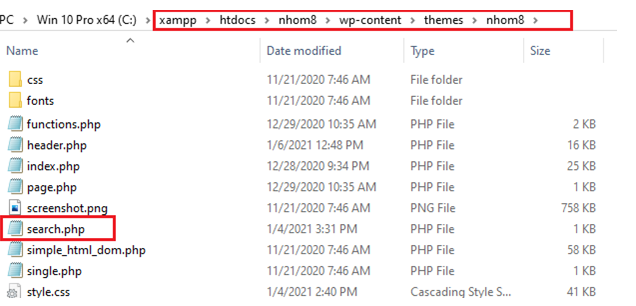 PC > Win 10 Pro x64 (C:) > xampp > htdocs > nhom8 > wp-content > themes > nhom8 >
Name Date modified Type Size
css 11/21/2020 7:46 AM File folder
fonts 11/21/2020 7:46 AM File folder
functions.php 12/29/2020 10:35 AM PHP File 2 KB
header.php 1/6/2021 12:48 PM PHP File 16 KB
index.php 12/28/2020 9:34 PM PHP File 25 KB
page.php 12/29/2020 10:35 AM PHP File 1 KB
screenshot.png 11/21/2020 7:46 AM PNG File 758 KB
search.php 1/4/2021 3:31 PM PHP File 1 KB
simple_html_dom.php 11/21/2020 7:46 AM PHP File 58 KB
single.php 11/21/2020 7:46 AM PHP File 1 KB
style.css 1/4/2021 2:40 PM Cascading Style S... 41 KB